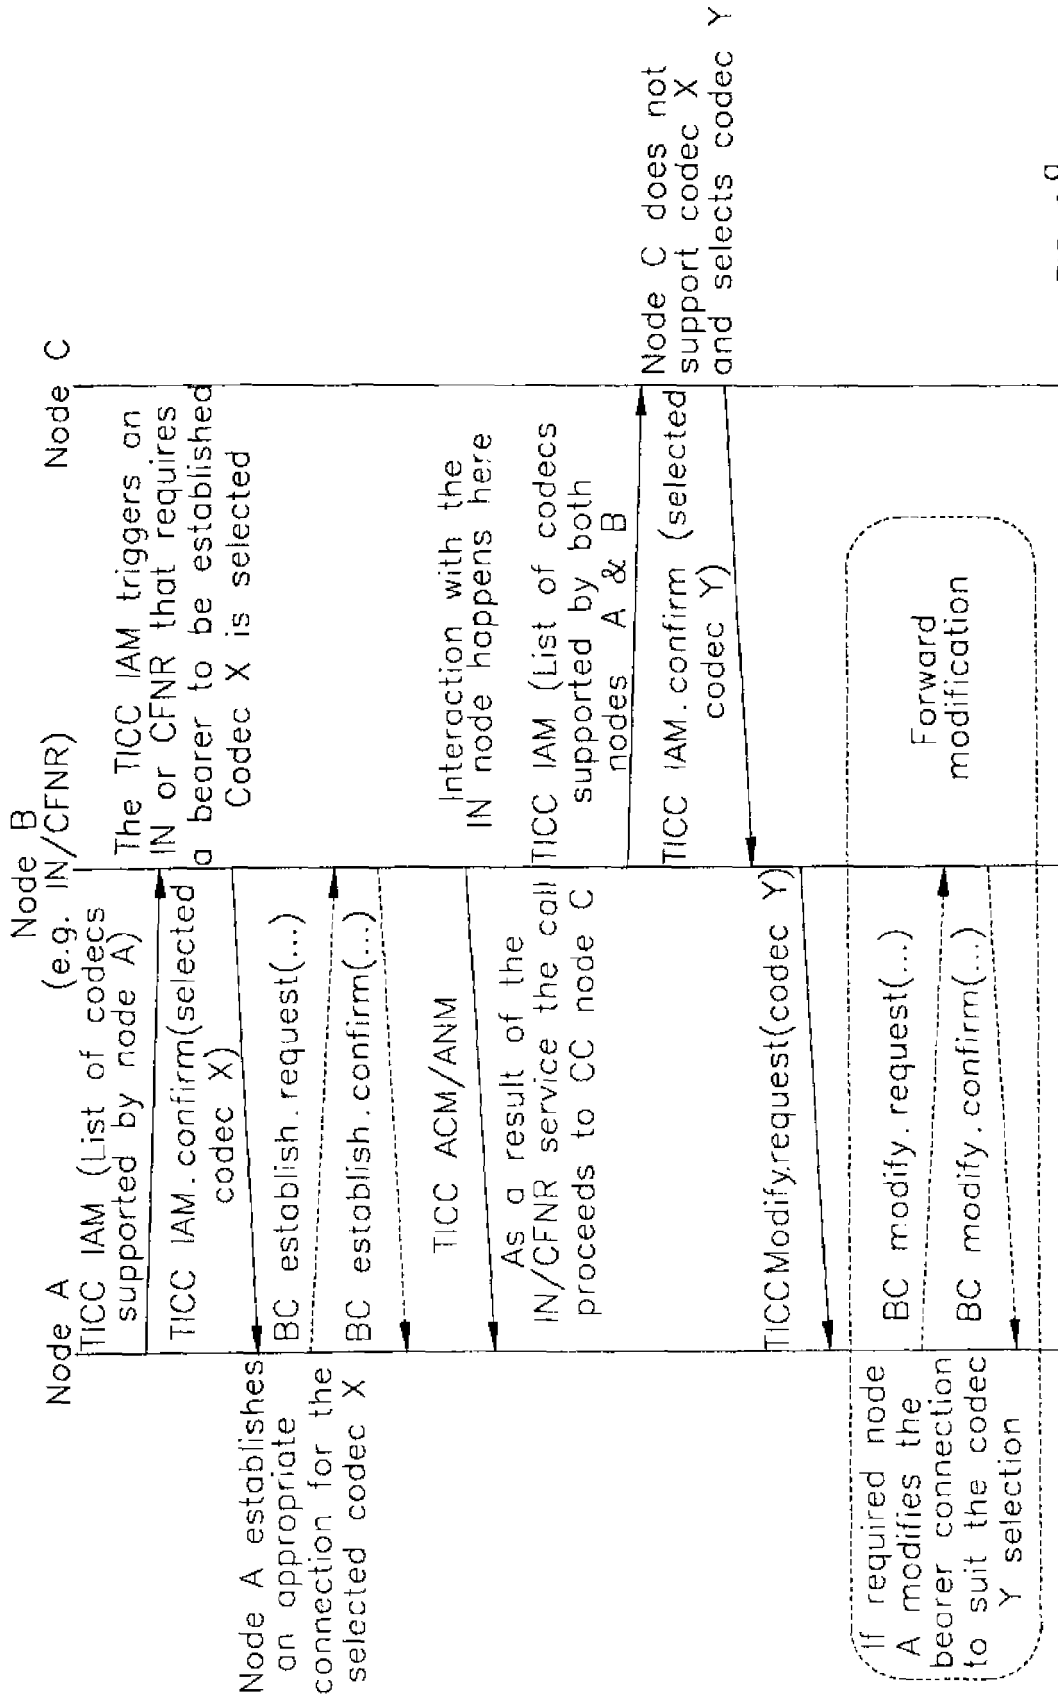 Node A
Node B
(e.g. IN/CFNR)
Node C
TICC IAM (List of codecs
supported by node A)
The TICC IAM triggers an
IN or CFNR that requires
a bearer to be established
Codec X is selected
TICC IAM.confirm(selected
codec X)
Node A establishes
an appropriate
connection for the
selected codec X
BC establish.request(...)
BC establish.confirm(...)
TICC ACM/ANM
Interaction with the
IN node happens here
As a result of the
IN/CFNR service the call
proceeds to CC node C
TICC IAM (List of codecs
supported by both
nodes A & B
Node C does not
support codec X
and selects codec Y
TICC IAM.confirm (selected
codec Y)
TICCModify.request(codec Y)
If required node
A modifies the
bearer connection
to suit the codec
Y selection
BC modify.request(...)
BC modify.confirm(...)
Forward
modification